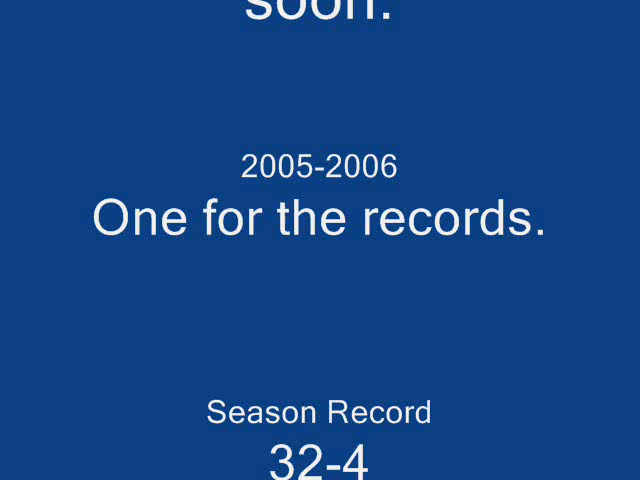 soon.
2005-2006
One for the records.
Season Record
32-4